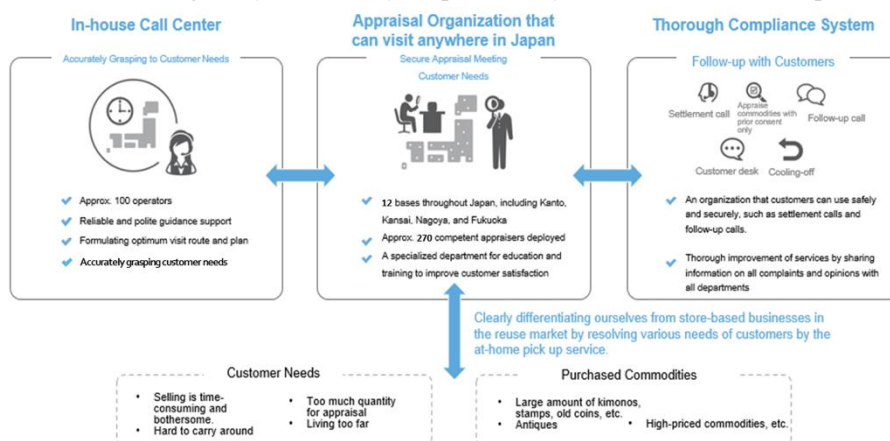 In-house Call Center
Accurately Grasping to Customer Needs
Approx. 100 operators
Reliable and polite guidance support
Formulating optimum visit route and plan
Accurately grasping customer needs
Appraisal Organization that
can visit anywhere in Japan
Secure Appraisal Meeting
Customer Needs
12 bases throughout Japan, including Kanto,
Kansai, Nagoya, and Fukuoka
Approx. 270 competent appraisers deployed
A specialized department for education and
training to improve customer satisfaction
Thorough Compliance System
Follow-up with Customers
Settlement call
Appraise
commodities with
prior consent
only
Follow-up call
Customer desk
Cooling-off
An organization that customers can use safely
and securely, such as settlement calls and
follow-up calls.
Thorough improvement of services by sharing
information on all complaints and opinions with
all departments
Clearly differentiating ourselves from store-based businesses in
the reuse market by resolving various needs of customers by the
at-home pick up service.
Customer Needs
• Selling is time-
consuming and
bothersome.
• Hard to carry around
• Too much quantity
for appraisal
• Living too far
Purchased Commodities
• Large amount of kimonos,
stamps, old coins, etc.
• Antiques
• High-priced commodities, etc.